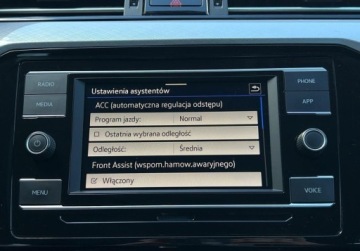 RADIO
MEDIA
MENU
Ustawienia asystentów
ACC (automatyczna regulacja odstępu)
Program jazdy: Normal
Ostatnia wybrana odległość
Odległość: Średnia
Front Assist (wspom.hamow.awaryjnego)
Włączony
PHONE
APP
VOICE